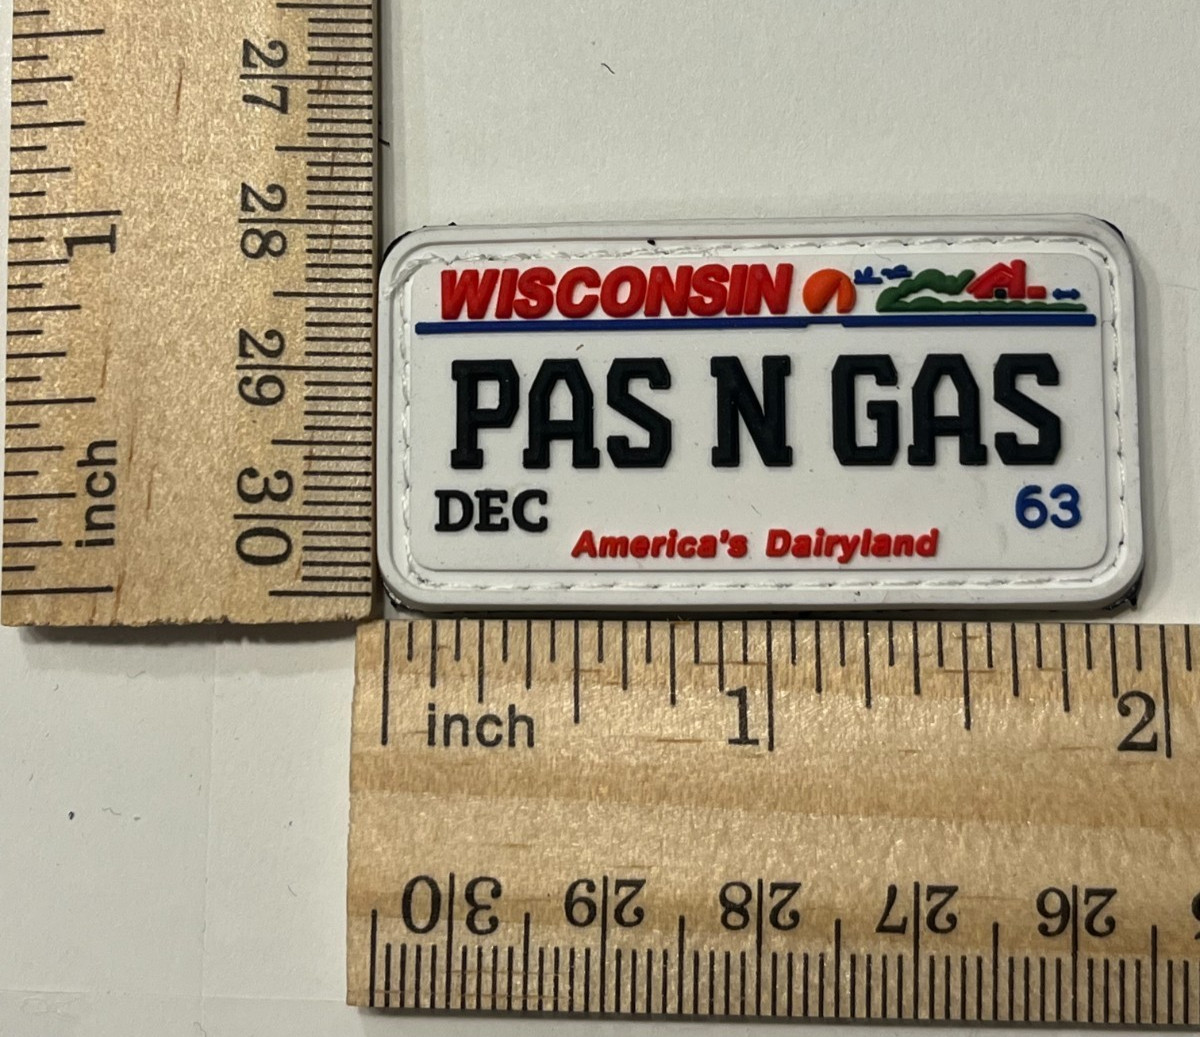 27
28
29
30
1
inch
WISCONSIN
PAS N GAS
DEC
63
America's Dairyland
inch 1 2
30 29 28 27 26